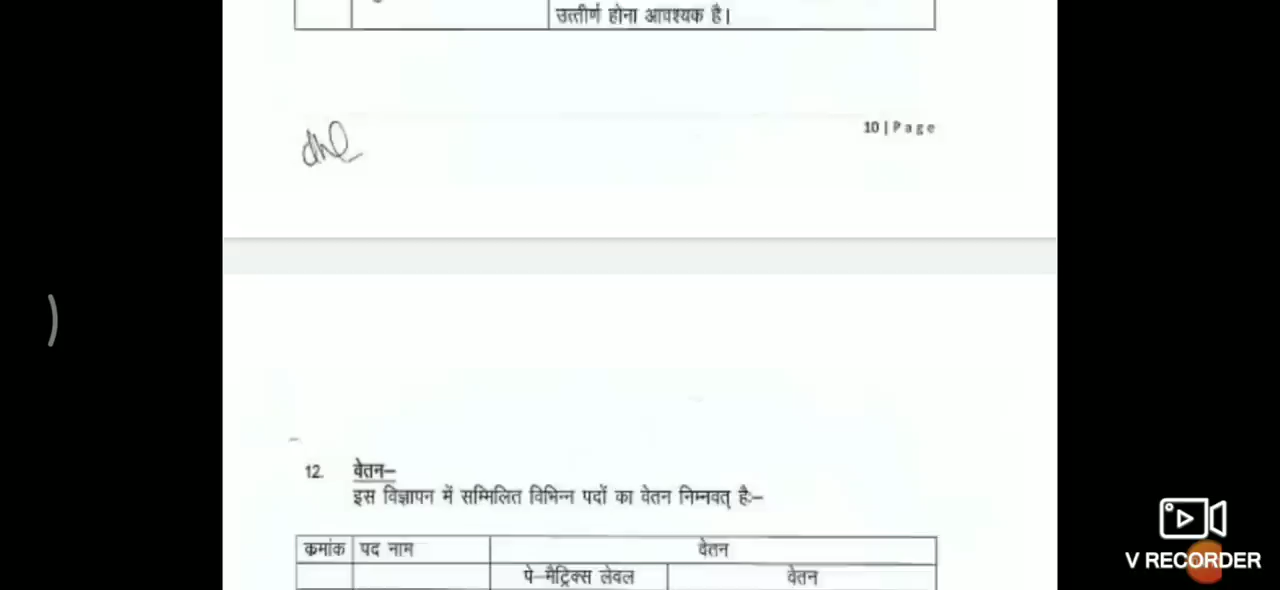 उत्तीर्ण होना आवश्यक है।
10 | Page
12. वेतन–
इस विज्ञापन में सम्मिलित विभिन्न पदों का वेतन निम्नवत् हैः–
क्रमांक पद नाम वेतन
पे–मैट्रिक्स लेवल वेतन
V RECORDER